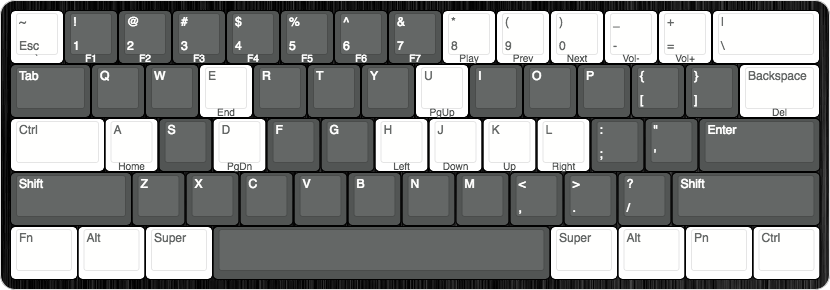 ~ ! @ # $ % ^ & * ( ) _ + |
Esc 1 2 3 4 5 6 7 8 9 0 - = \
` F1 F2 F3 F4 F5 F6 F7 Play Prev Next Vol- Vol+
Tab Q W E R T Y U I O P { } Backspace
[ ]
End PgUp Del
Ctrl A S D F G H J K L : " Enter
; '
Home PgDn Left Down Up Right
Shift Z X C V B N M < > ? Shift
, . /
Fn Alt Super Super Alt Pn Ctrl